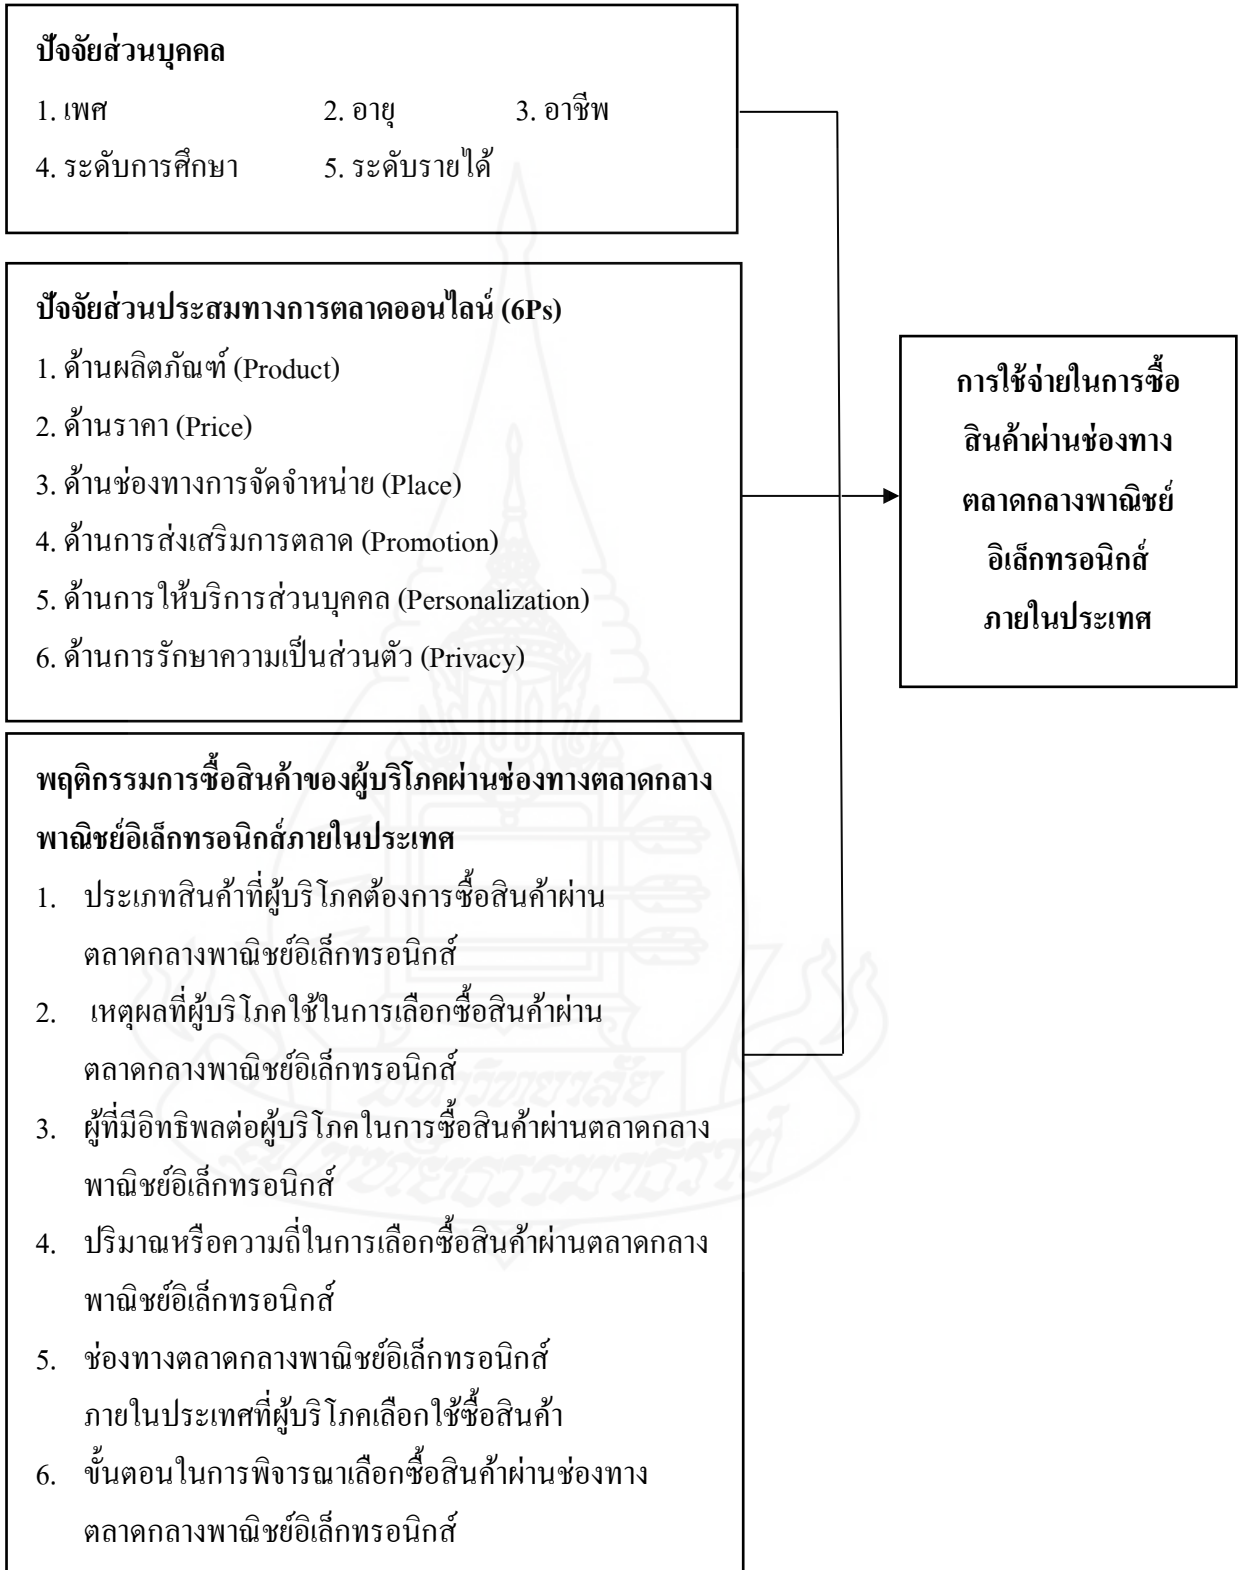 ปัจจัยส่วนบุคคล
1. เพศ 2. อายุ 3. อาชีพ
4. ระดับการศึกษา 5. ระดับรายได้
ปัจจัยส่วนประสมทางการตลาดออนไลน์ (6Ps)
1. ด้านผลิตภัณฑ์ (Product)
2. ด้านราคา (Price)
3. ด้านช่องทางการจัดจำหน่าย (Place)
4. ด้านการส่งเสริมการตลาด (Promotion)
5. ด้านการให้บริการส่วนบุคคล (Personalization)
6. ด้านการรักษาความเป็นส่วนตัว (Privacy)
พฤติกรรมการซื้อสินค้าของผู้บริโภคผ่านช่องทางตลาดกลาง
พาณิชย์อิเล็กทรอนิกส์ภายในประเทศ
1. ประเภทสินค้าที่ผู้บริโภคต้องการซื้อสินค้าผ่าน
ตลาดกลางพาณิชย์อิเล็กทรอนิกส์
2. เหตุผลที่ผู้บริโภคใช้ในการเลือกซื้อสินค้าผ่าน
ตลาดกลางพาณิชย์อิเล็กทรอนิกส์
3. ผู้ที่มีอิทธิพลต่อผู้บริโภคในการซื้อสินค้าผ่านตลาดกลาง
พาณิชย์อิเล็กทรอนิกส์
4. ปริมาณหรือความถี่ในการเลือกซื้อสินค้าผ่านตลาดกลาง
พาณิชย์อิเล็กทรอนิกส์
5. ช่องทางตลาดกลางพาณิชย์อิเล็กทรอนิกส์
ภายในประเทศที่ผู้บริโภคเลือกใช้ซื้อสินค้า
6. ขั้นตอนในการพิจารณาเลือกซื้อสินค้าผ่านช่องทาง
ตลาดกลางพาณิชย์อิเล็กทรอนิกส์
การใช้จ่ายในการซื้อ
สินค้าผ่านช่องทาง
ตลาดกลางพาณิชย์
อิเล็กทรอนิกส์
ภายในประเทศ
มหาวิทยาลัย
สุโขทัยธรรมาธิราช